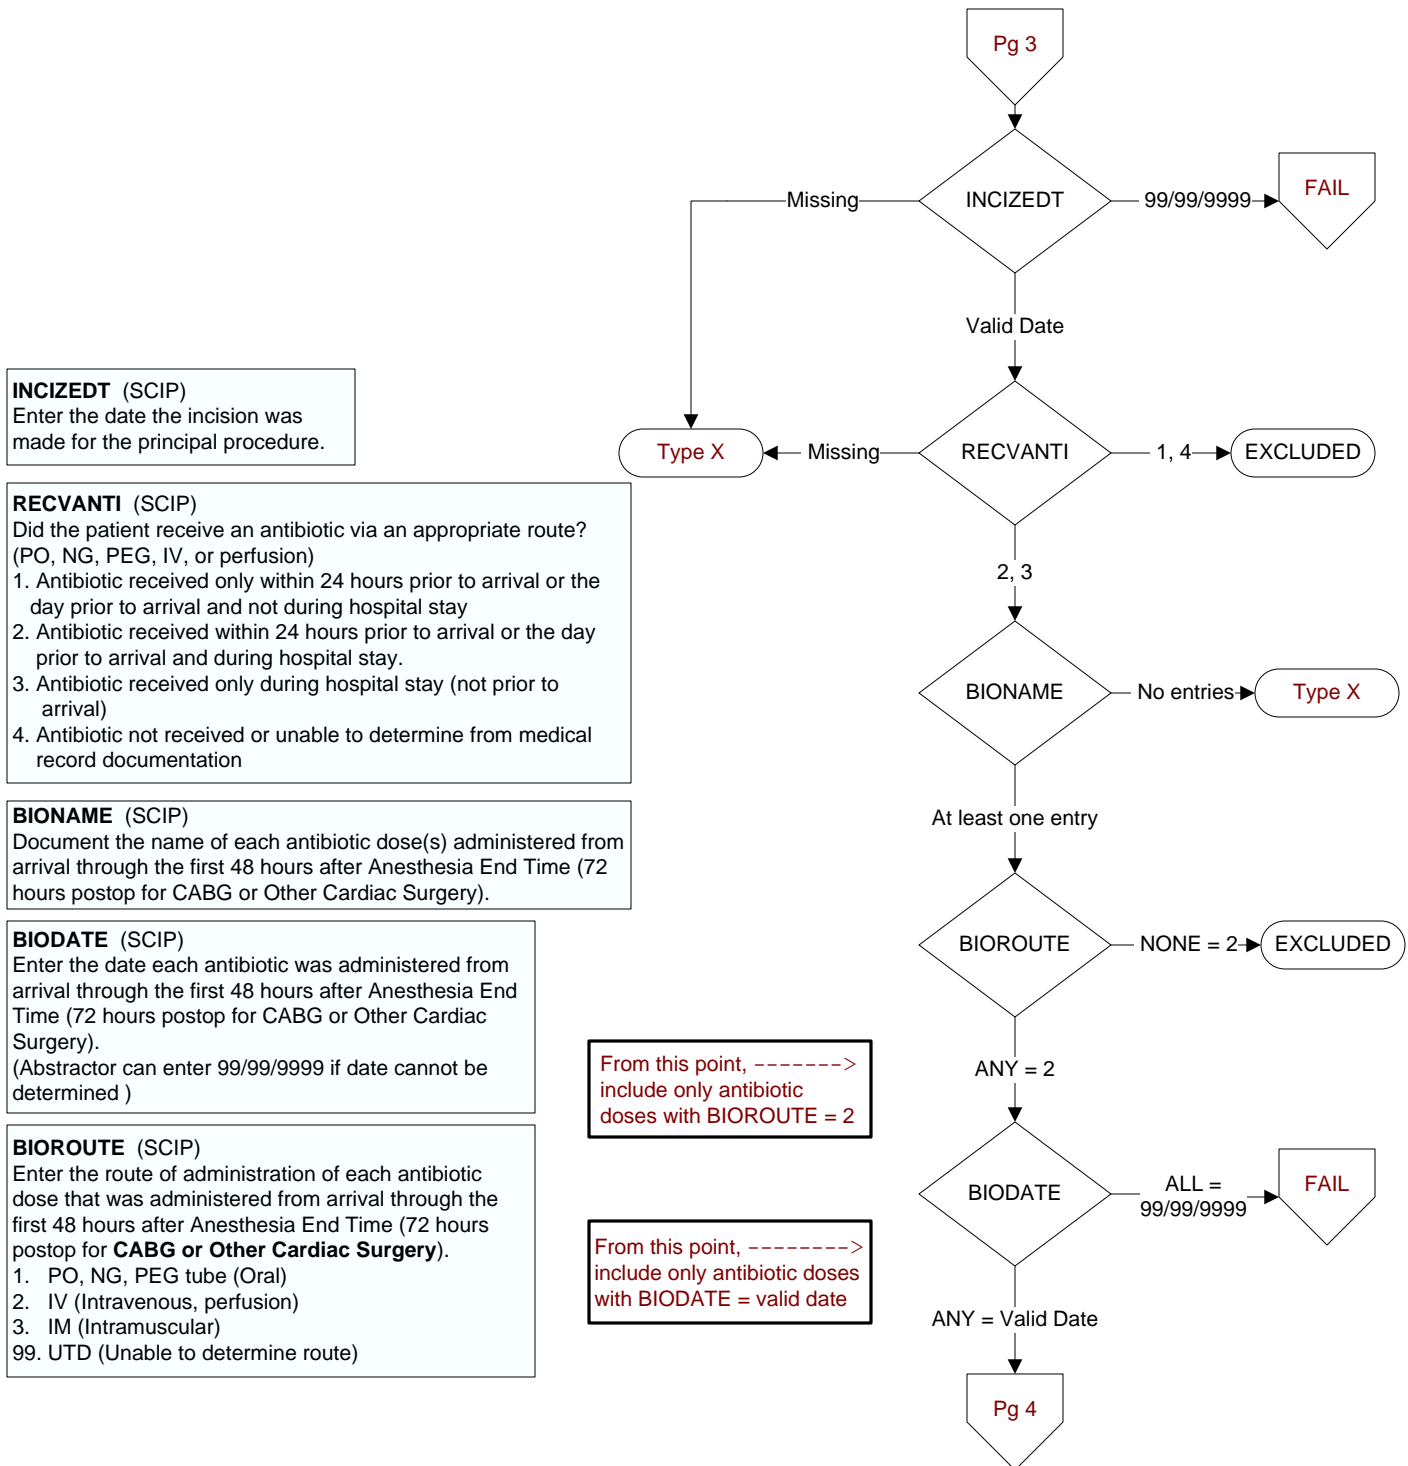 Pg 3
INCIZEDT
Missing
99/99/9999
FAIL
Valid Date
INCIZEDT (SCIP)
Enter the date the incision was
made for the principal procedure.
Type X
Missing
RECVANTI
1, 4
EXCLUDED
RECVANTI (SCIP)
Did the patient receive an antibiotic via an appropriate route?
(PO, NG, PEG, IV, or perfusion)
1. Antibiotic received only within 24 hours prior to arrival or the
day prior to arrival and not during hospital stay
2. Antibiotic received within 24 hours prior to arrival or the day
prior to arrival and during hospital stay.
3. Antibiotic received only during hospital stay (not prior to
arrival)
4. Antibiotic not received or unable to determine from medical
record documentation
2, 3
BIONAME
No entries
Type X
BIONAME (SCIP)
Document the name of each antibiotic dose(s) administered from
arrival through the first 48 hours after Anesthesia End Time (72
hours postop for CABG or Other Cardiac Surgery).
At least one entry
BIODATE (SCIP)
Enter the date each antibiotic was administered from
arrival through the first 48 hours after Anesthesia End
Time (72 hours postop for CABG or Other Cardiac
Surgery).
(Abstractor can enter 99/99/9999 if date cannot be
determined )
BIOROUTE
NONE = 2
EXCLUDED
From this point, ------->
include only antibiotic
doses with BIOROUTE = 2
ANY = 2
BIOROUTE (SCIP)
Enter the route of administration of each antibiotic
dose that was administered from arrival through the
first 48 hours after Anesthesia End Time (72 hours
postop for CABG or Other Cardiac Surgery).
1. PO, NG, PEG tube (Oral)
2. IV (Intravenous, perfusion)
3. IM (Intramuscular)
99. UTD (Unable to determine route)
BIODATE
ALL =
99/99/9999
FAIL
From this point, -------->
include only antibiotic doses
with BIODATE = valid date
ANY = Valid Date
Pg 4